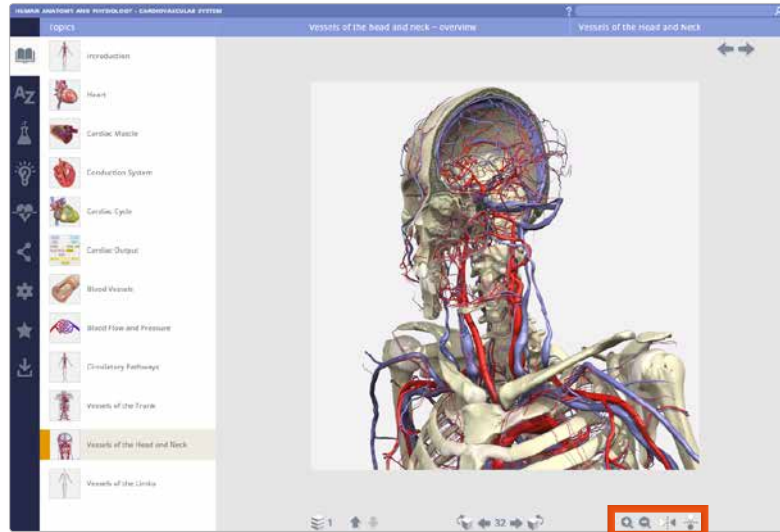 HUMAN ANATOMY AND PHYSIOLOGY - CARDIOVASCULAR SYSTEM
?
Topics
Vessels of the head and neck – overview
Vessels of the Head and Neck
Introduction
AZ
Heart
Cardiac Muscle
Conduction System
Cardiac Cycle
Cardiac Output
Blood Vessels
Blood Flow and Pressure
Circulatory Pathways
Vessels of the Trunk
Vessels of the Head and Neck
Vessels of the Limbs
1
32